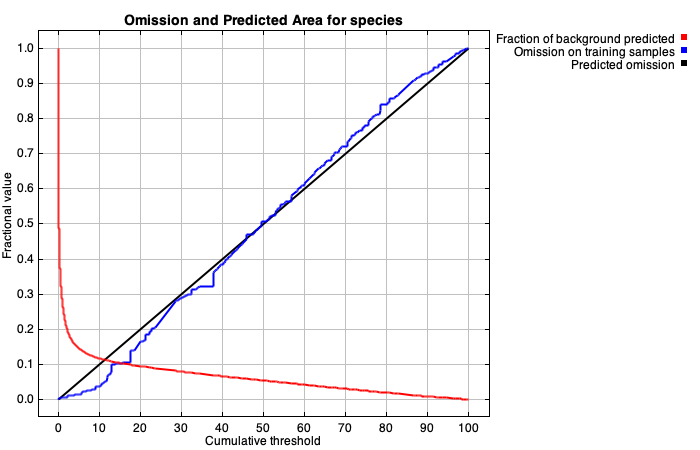 Omission and Predicted Area for species
Fraction of background predicted
Omission on training samples
Predicted omission
1.0
0.9
0.8
0.7
0.6
0.5
0.4
0.3
0.2
0.1
0.0
Fractional value
0 10 20 30 40 50 60 70 80 90 100
Cumulative threshold